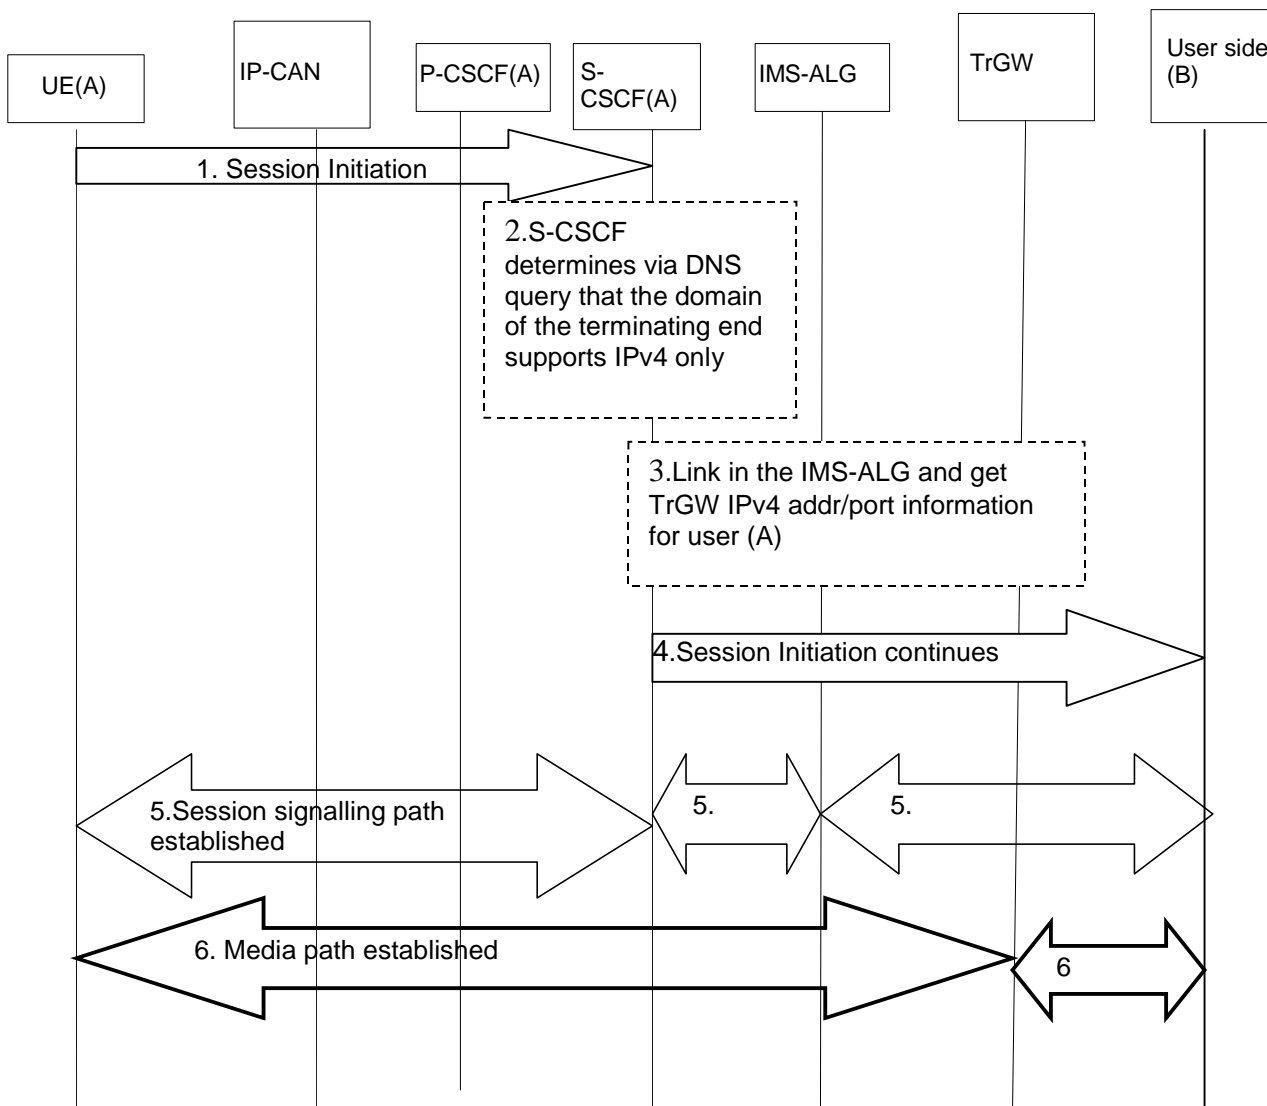 UE(A)
IP-CAN
P-CSCF(A)
S-
CSCF(A)
IMS-ALG
TrGW
User side
(B)
1. Session Initiation
2.S-CSCF
determines via DNS
query that the domain
of the terminating end
supports IPv4 only
3.Link in the IMS-ALG and get
TrGW IPv4 addr/port information
for user (A)
4.Session Initiation continues
5.Session signalling path
established
5.
5.
6. Media path established
6